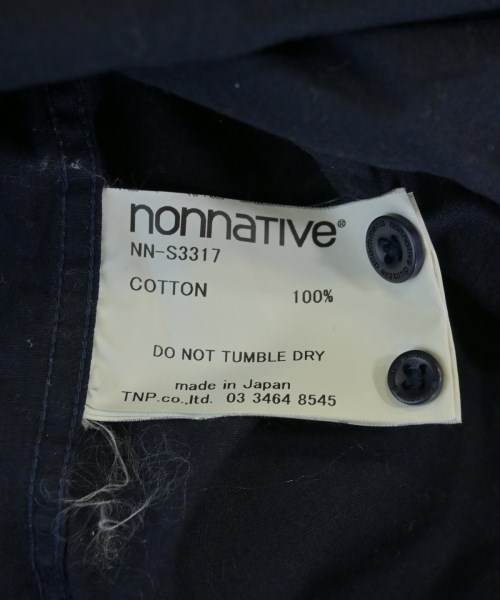 nonnative®
NN-S3317
COTTON 100%
DO NOT TUMBLE DRY
made in Japan
TNP.co.,ltd. 03 3464 8545